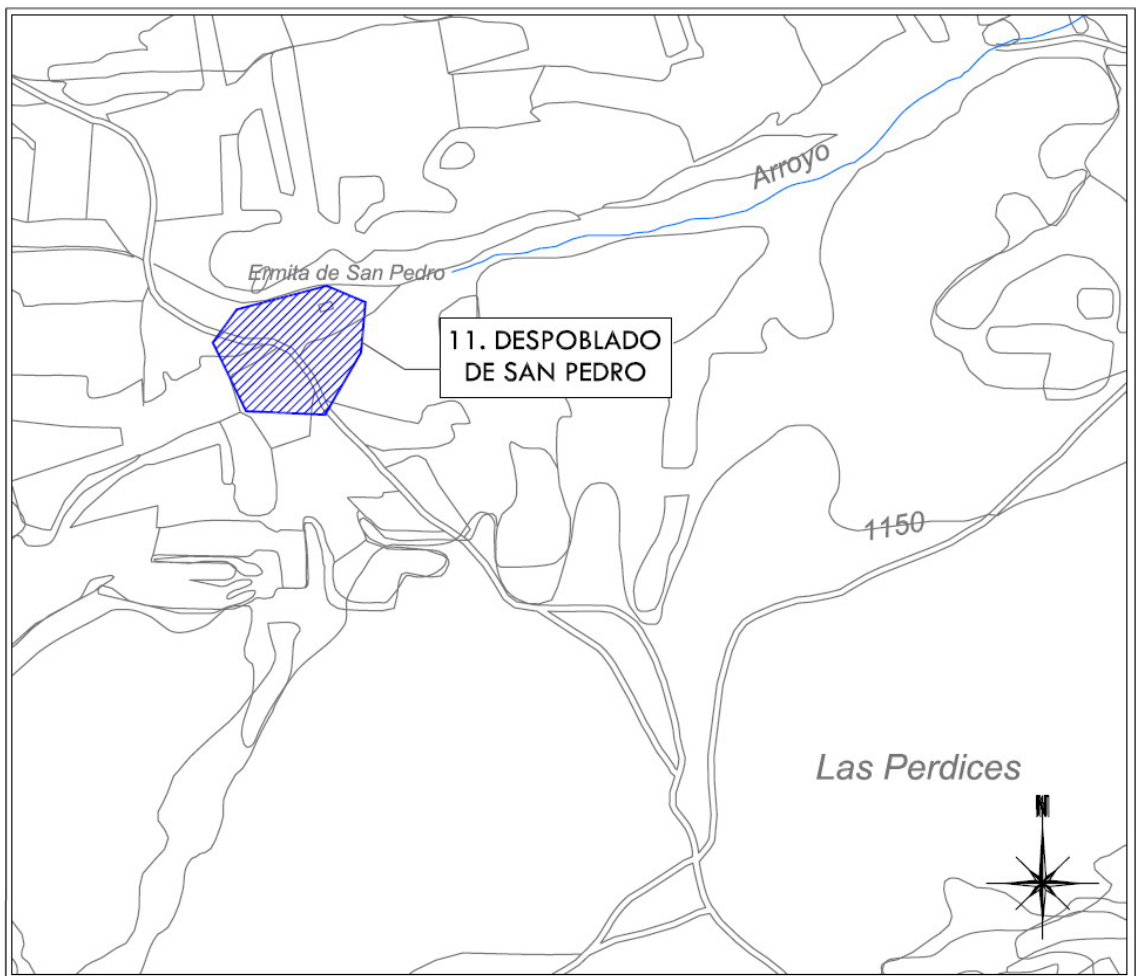 Arroyo
Ermita de San Pedro
11. DESPOBLADO
DE SAN PEDRO
1150
Las Perdices
N